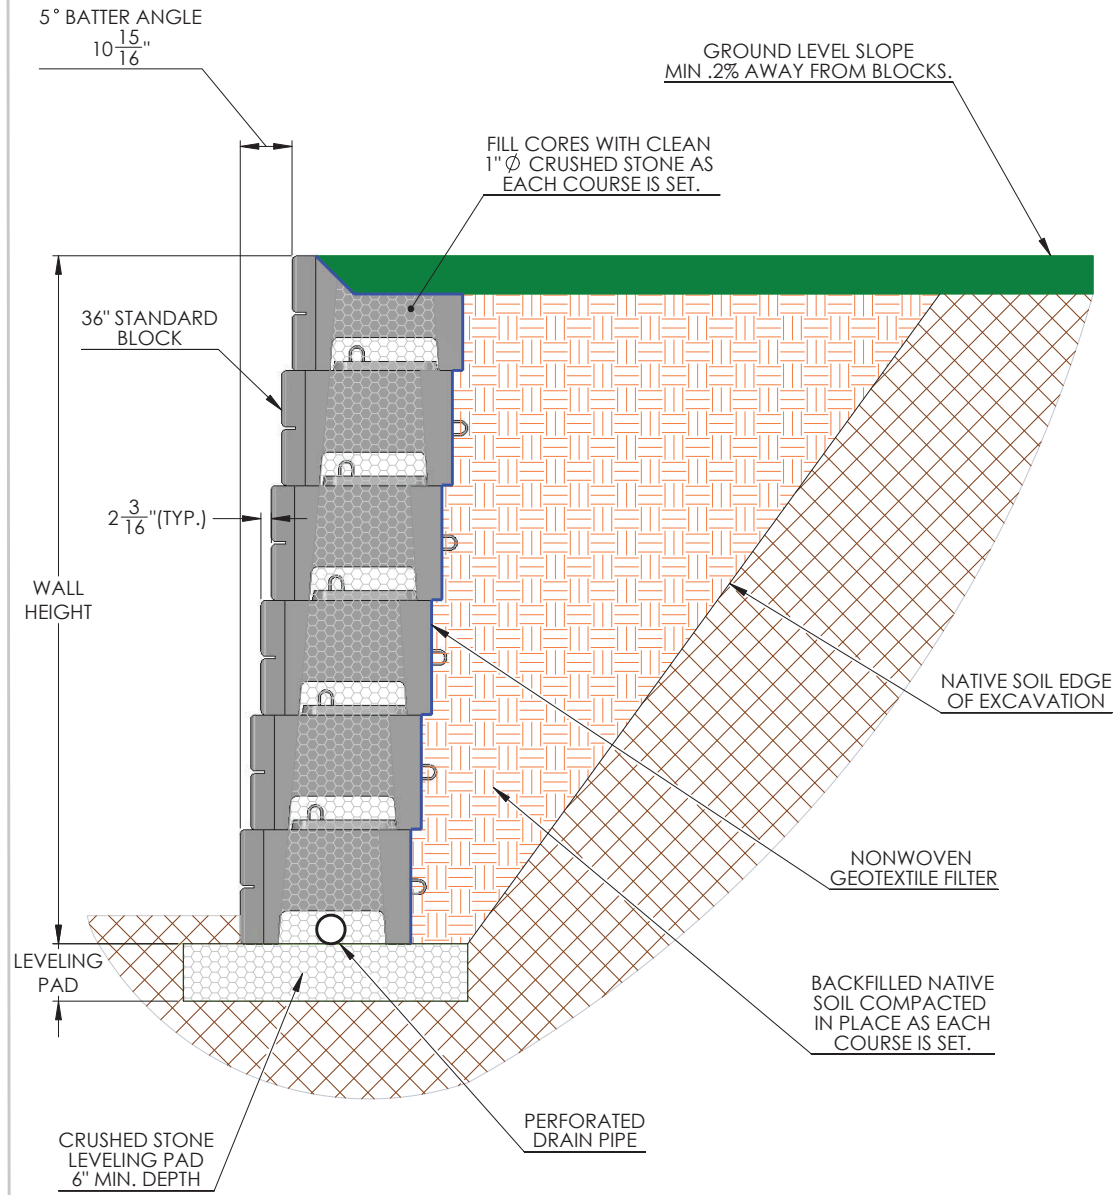 5° BATTER ANGLE
10 15/16"
GROUND LEVEL SLOPE
MIN .2% AWAY FROM BLOCKS.
FILL CORES WITH CLEAN
1" Ø CRUSHED STONE AS
EACH COURSE IS SET.
36" STANDARD
BLOCK
2 3/16" (TYP.)
WALL
HEIGHT
NATIVE SOIL EDGE
OF EXCAVATION
NONWOVEN
GEOTEXTILE FILTER
LEVELING
PAD
BACKFILLED NATIVE
SOIL COMPACTED
IN PLACE AS EACH
COURSE IS SET.
PERFORATED
DRAIN PIPE
CRUSHED STONE
LEVELING PAD
6" MIN. DEPTH